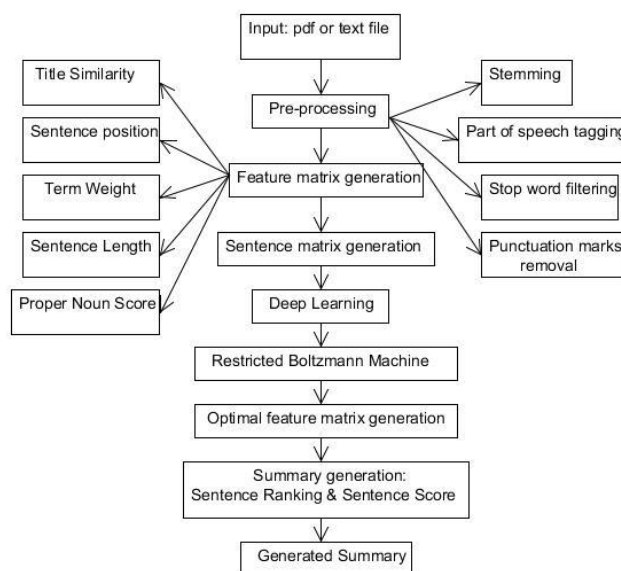 Input: pdf or text file
Title Similarity
Stemming
Pre-processing
Sentence position
Part of speech tagging
Feature matrix generation
Term Weight
Stop word filtering
Sentence Length
Sentence matrix generation
Punctuation marks
removal
Proper Noun Score
Deep Learning
Restricted Boltzmann Machine
Optimal feature matrix generation
Summary generation:
Sentence Ranking & Sentence Score
Generated Summary